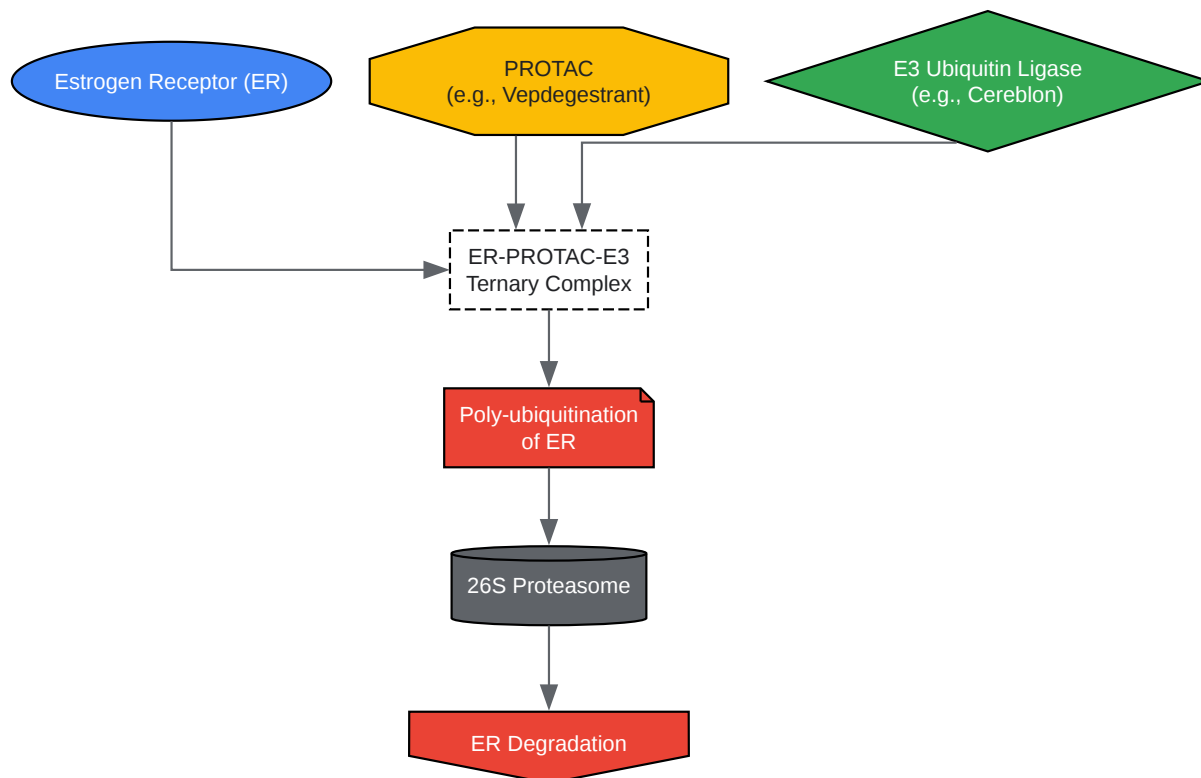 Estrogen Receptor (ER)
PROTAC
(e.g., Vepdegestrant)
E3 Ubiquitin Ligase
(e.g., Cereblon)
ER-PROTAC-E3
Ternary Complex
Poly-ubiquitination
of ER
26S Proteasome
ER Degradation